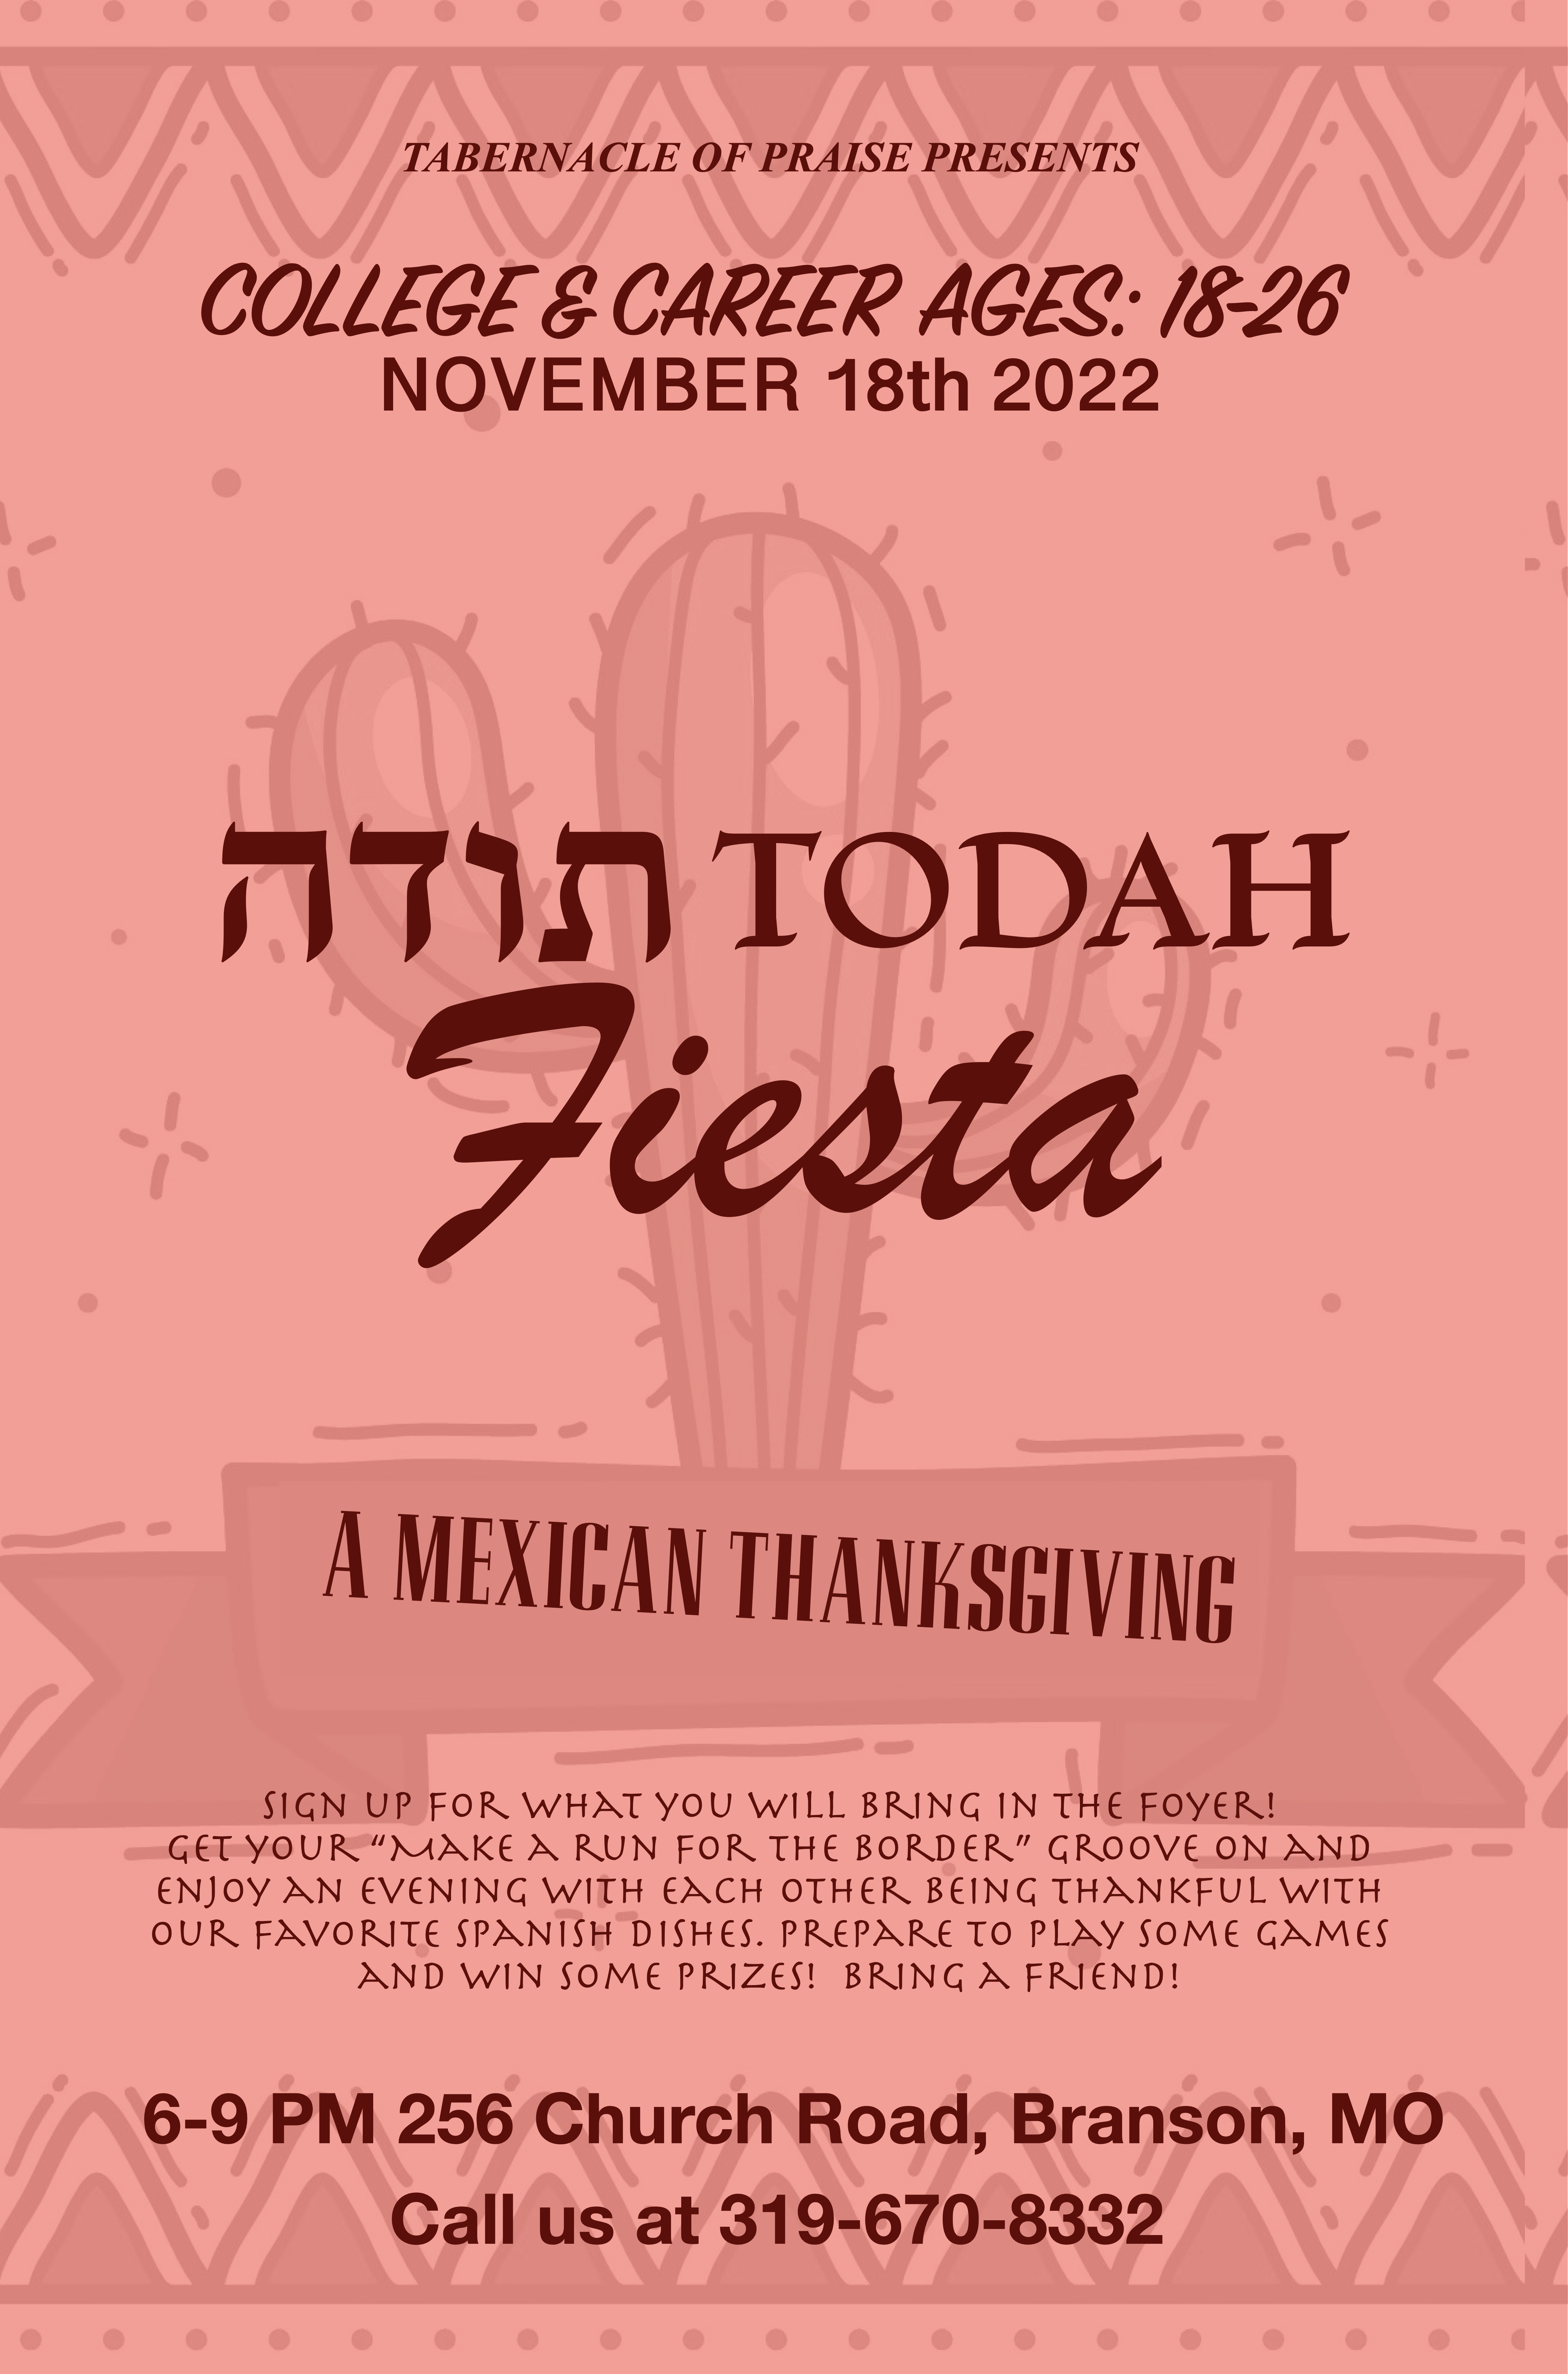 TABERNACLE OF PRAISE PRESENTS
COLLEGE & CAREER AGES: 18-26
NOVEMBER 18th 2022
תודה TODAH
Fiesta
A MEXICAN THANKSGIVING
SIGN UP FOR WHAT YOU WILL BRING IN THE FOYER!
GET YOUR “MAKE A RUN FOR THE BORDER” GROOVE ON AND
ENJOY AN EVENING WITH EACH OTHER BEING THANKFUL WITH
OUR FAVORITE SPANISH DISHES. PREPARE TO PLAY SOME GAMES
AND WIN SOME PRIZES! BRING A FRIEND!
6-9 PM 256 Church Road, Branson, MO
Call us at 319-670-8332